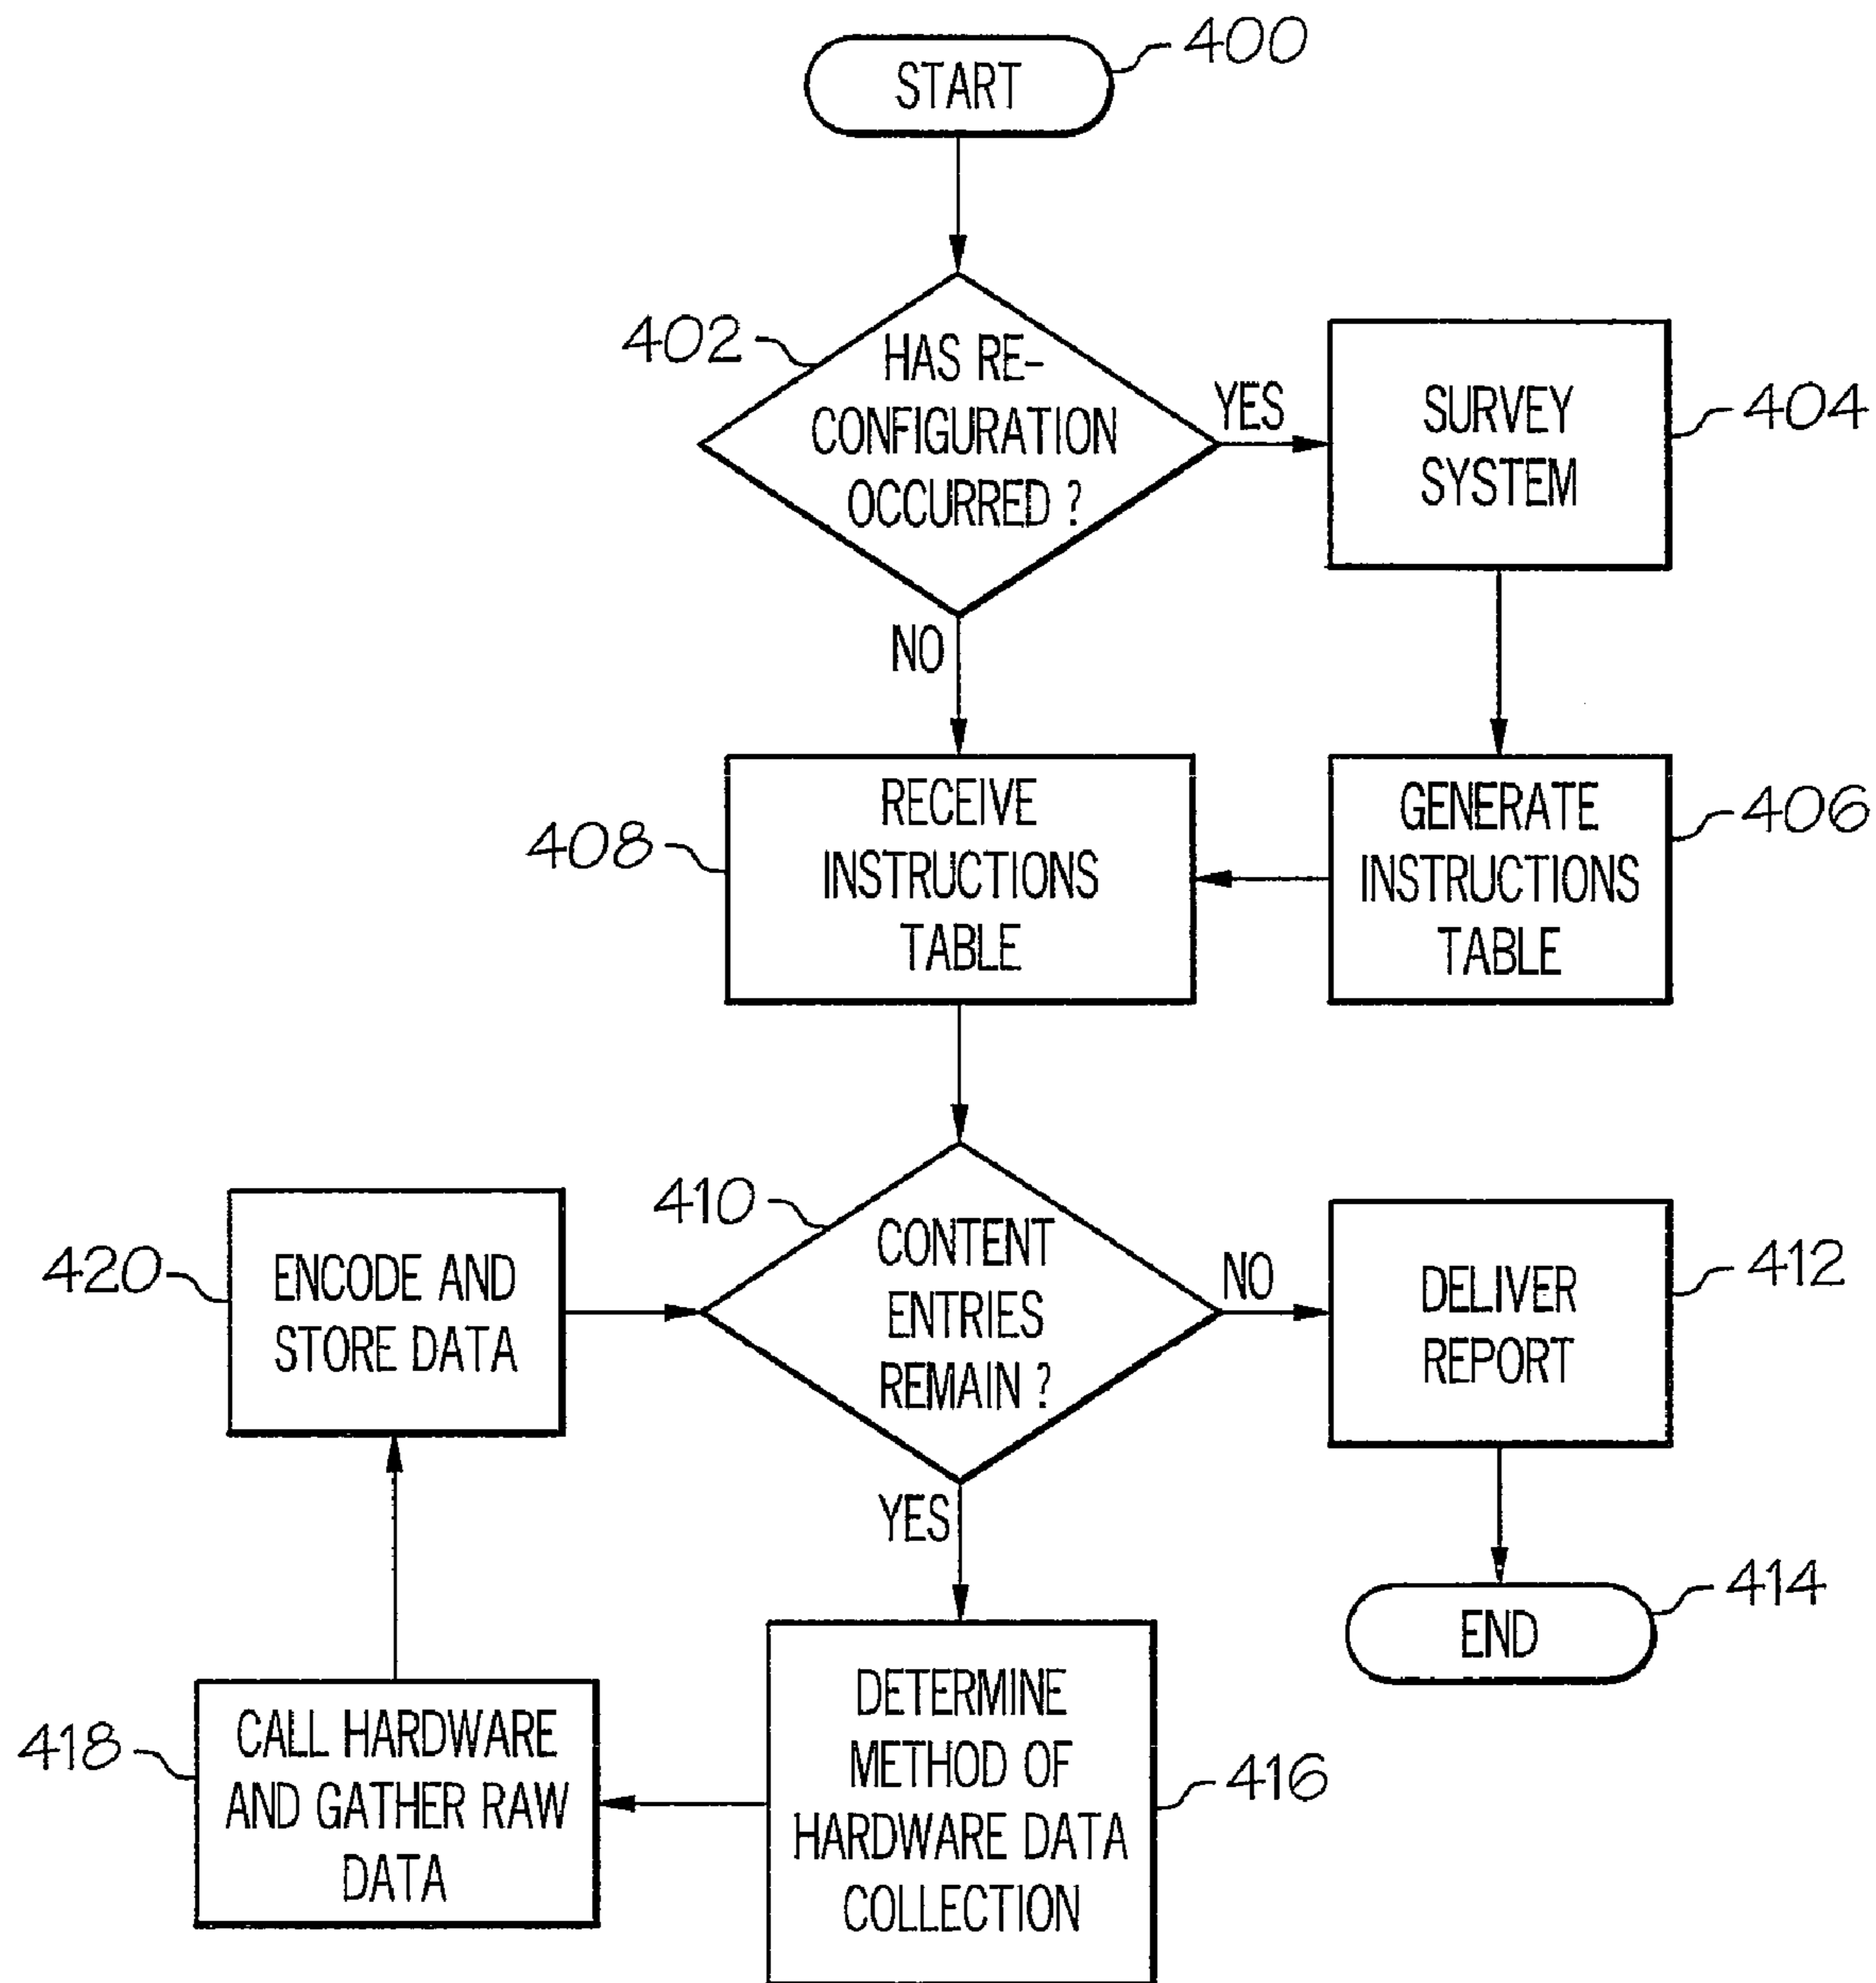 START
400
402
HAS RE-
CONFIGURATION
OCCURRED ?
YES
SURVEY
SYSTEM
404
NO
408
RECEIVE
INSTRUCTIONS
TABLE
GENERATE
INSTRUCTIONS
TABLE
406
410
CONTENT
ENTRIES
REMAIN ?
NO
DELIVER
REPORT
412
420
ENCODE AND
STORE DATA
YES
END
414
DETERMINE
METHOD OF
HARDWARE DATA
COLLECTION
416
418
CALL HARDWARE
AND GATHER RAW
DATA